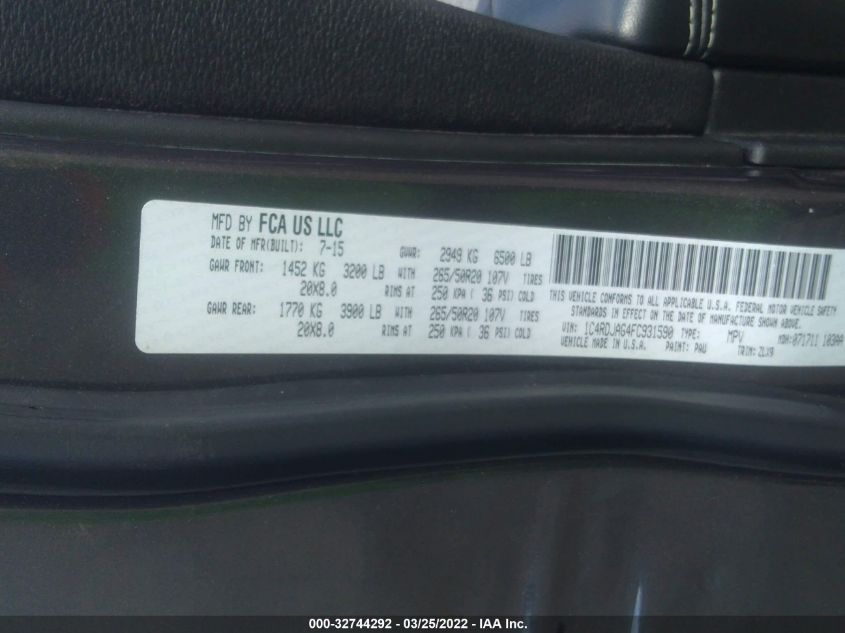 MFD BY FCA US LLC
DATE OF MFR(BUILT): 7-15 GVWR: 2949 KG 6500 LB
GAWR FRONT: 1452 KG 3200 LB WITH 265/50R20 107V TIRES
20X8.0 RIMS AT 250 KPA ( 36 PSI) COLD
GAWR REAR: 1770 KG 3900 LB WITH 265/50R20 107V TIRES
20X8.0 RIMS AT 250 KPA ( 36 PSI) COLD
THIS VEHICLE CONFORMS TO ALL APPLICABLE U.S.A. FEDERAL MOTOR VEHICLE SAFETY
STANDARDS IN EFFECT ON THE DATE OF MANUFACTURE SHOWN ABOVE.
VIN: 1C4RDJAG4FC931590 TYPE: MPV MDH:071711 103AA
VEHICLE MADE IN U.S.A. PAINT: PAU TRIM: ZLX9
000-32744292 - 03/25/2022 - IAA Inc.